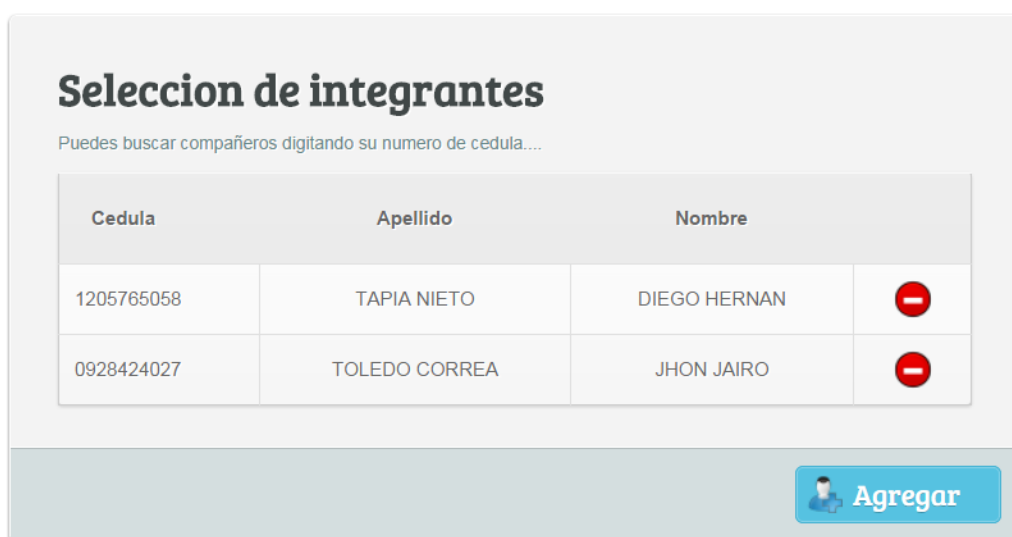 Seleccion de integrantes
Puedes buscar compañeros digitando su numero de cedula....
Cedula Apellido Nombre
1205765058 TAPIA NIETO DIEGO HERNAN
0928424027 TOLEDO CORREA JHON JAIRO
Agregar